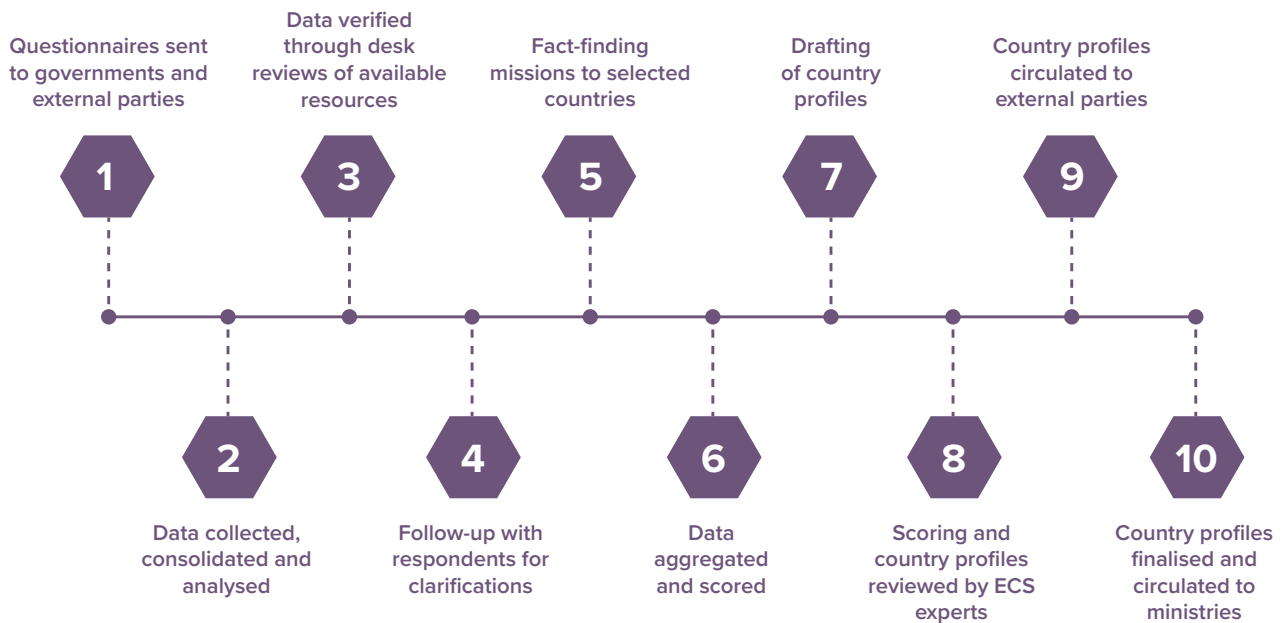 Questionnaires sent
to governments and
external parties
1
2
Data collected,
consolidated and
analysed
Data verified
through desk
reviews of available
resources
3
4
Follow-up with
respondents for
clarifications
Fact-finding
missions to selected
countries
5
6
Data
aggregated
and scored
Drafting
of country
profiles
7
8
Scoring and
country profiles
reviewed by ECS
experts
Country profiles
circulated to
external parties
9
10
Country profiles
finalised and
circulated to
ministries